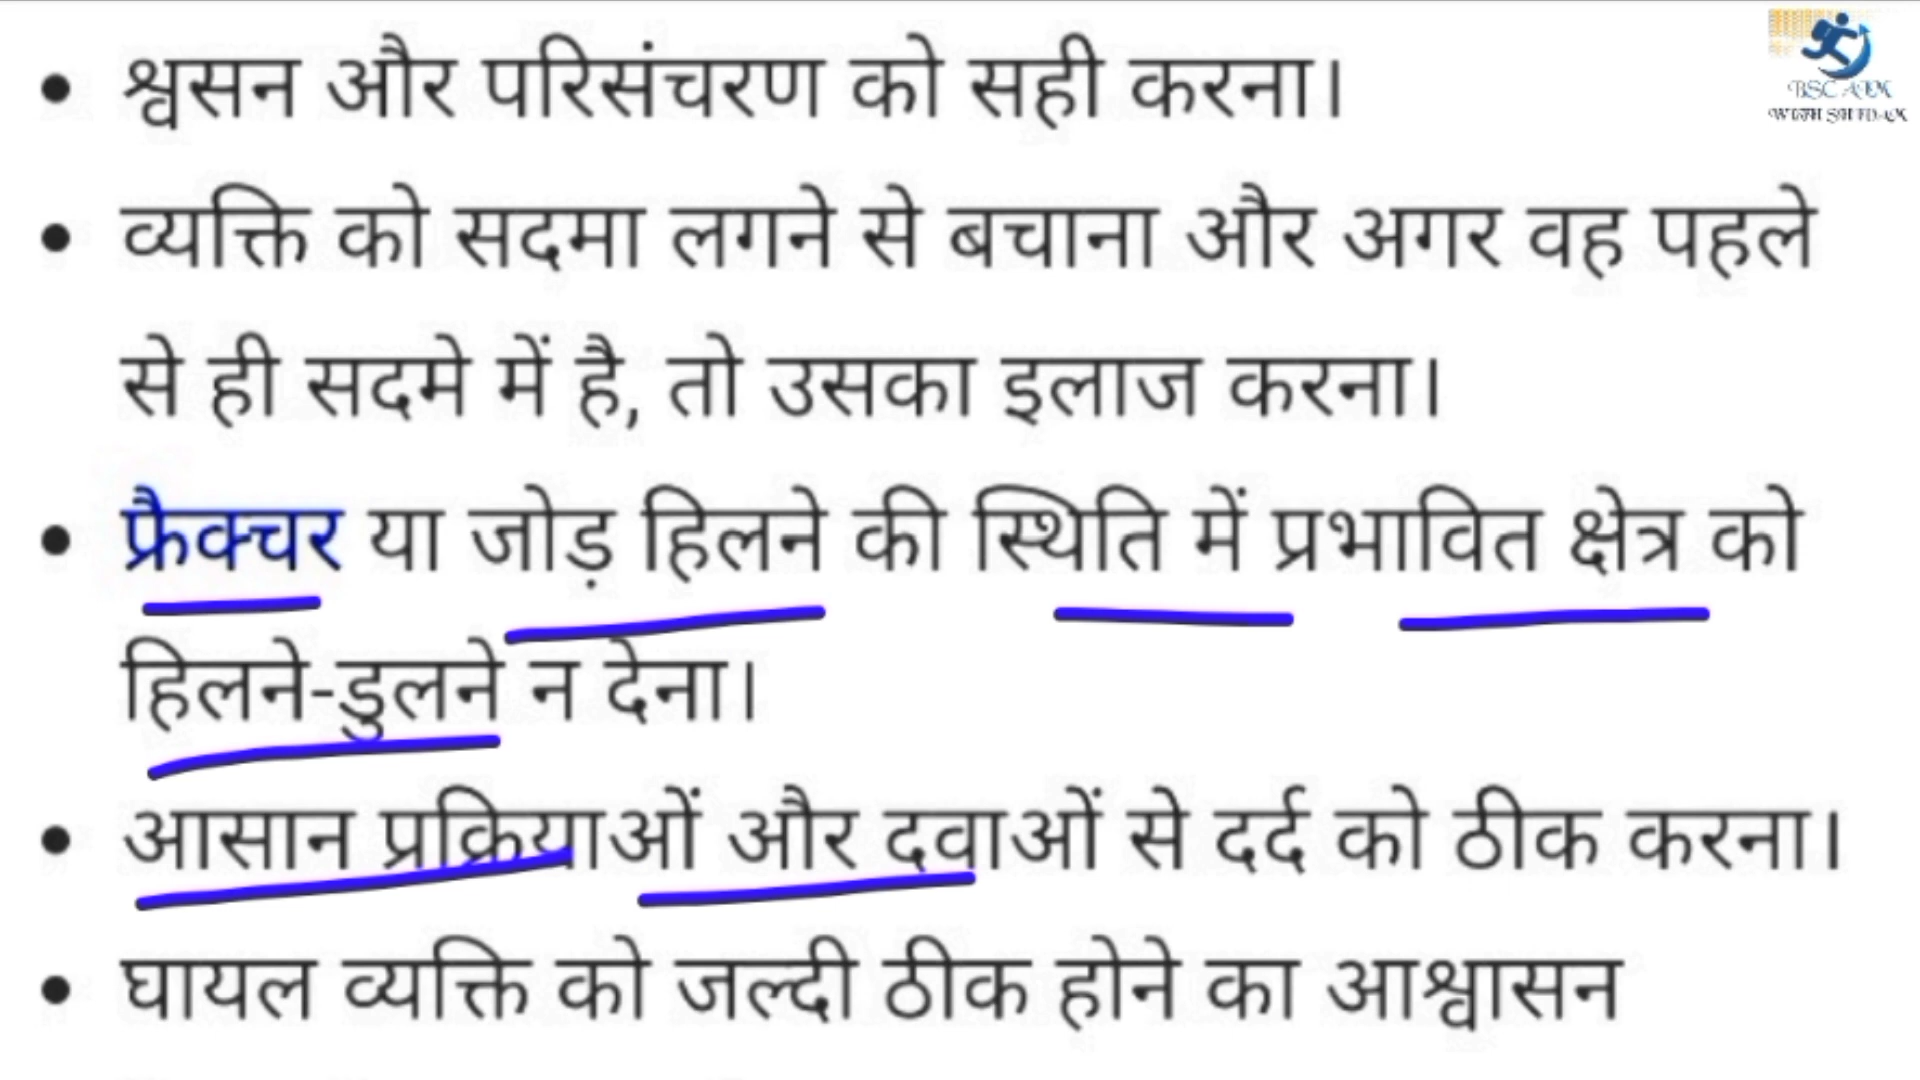 • श्वसन और परिसंचरण को सही करना।
• व्यक्ति को सदमा लगने से बचाना और अगर वह पहले
से ही सदमे में है, तो उसका इलाज करना।
• फ्रैक्चर या जोड़ हिलने की स्थिति में प्रभावित क्षेत्र को
हिलने-डुलने न देना।
• आसान प्रक्रियाओं और दवाओं से दर्द को ठीक करना।
• घायल व्यक्ति को जल्दी ठीक होने का आश्वासन